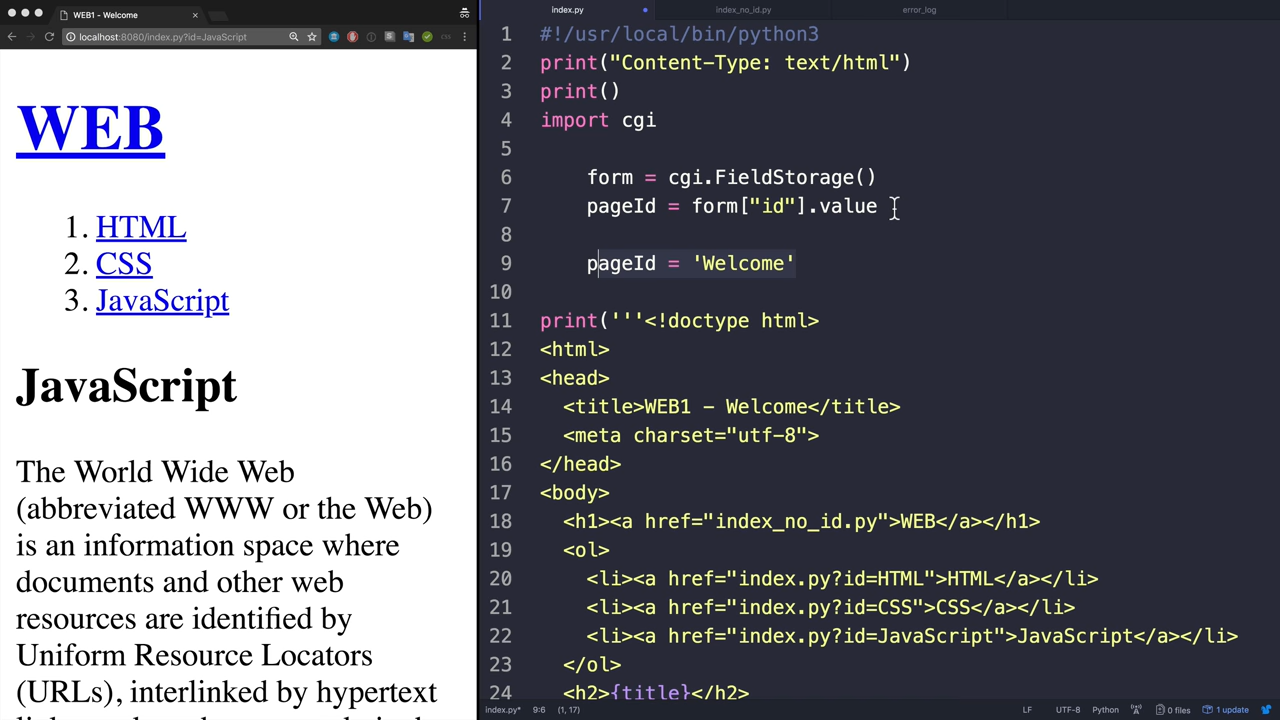 WEB1 - Welcome
localhost:8080/index.py?id=JavaScript
WEB
1. HTML
2. CSS
3. JavaScript
JavaScript
The World Wide Web
(abbreviated WWW or the Web)
is an information space where
documents and other web
resources are identified by
Uniform Resource Locators
(URLs), interlinked by hypertext
index.py
index_no_id.py
error_log
1 #!/usr/local/bin/python3
2 print("Content-Type: text/html")
3 print()
4 import cgi
5
6 form = cgi.FieldStorage()
7 pageId = form["id"].value
8
9 pageId = 'Welcome'
10
11 print('''<!doctype html>
12 <html>
13 <head>
14 <title>WEB1 - Welcome</title>
15 <meta charset="utf-8">
16 </head>
17 <body>
18 <h1><a href="index_no_id.py">WEB</a></h1>
19 <ol>
20 <li><a href="index.py?id=HTML">HTML</a></li>
21 <li><a href="index.py?id=CSS">CSS</a></li>
22 <li><a href="index.py?id=JavaScript">JavaScript</a></li>
23 </ol>
24 <h2>{title}</h2>
index.py* 9:6 (1, 17)
LF UTF-8 Python 0 files 1 update